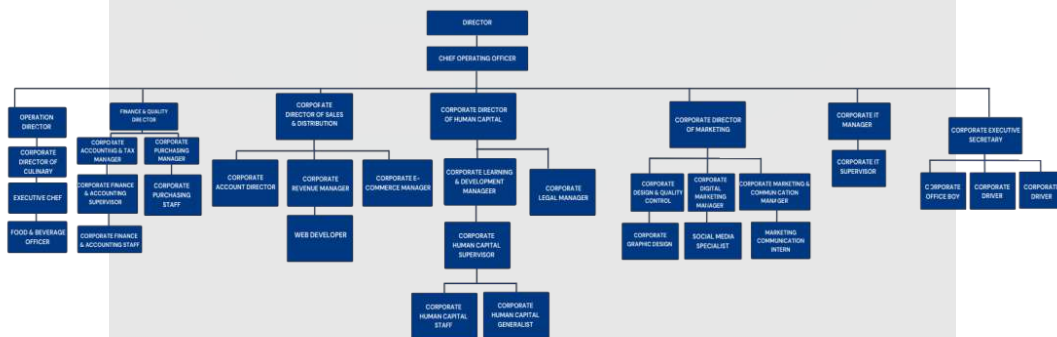 DIRECTOR
CHIEF OPERATING OFFICER
OPERATION
DIRECTOR
FINANCE & QUALITY
DIRECTOR
CORPORATE
DIRECTOR OF SALES
& DISTRIBUTION
CORPORATE DIRECTOR
OF HUMAN CAPITAL
CORPORATE DIRECTOR
OF MARKETING
CORPORATE IT
MANAGER
CORPORATE EXECUTIVE
SECRETARY
CORPORATE
DIRECTOR OF
CULINARY
CORPORATE
ACCOUNTING & TAX
MANAGER
CORPORATE
PURCHASING
MANAGER
CORPORATE
ACCOUNT DIRECTOR
CORPORATE
REVENUE MANAGER
CORPORATE E-
COMMERCE MANAGER
CORPORATE LEARNING
& DEVELOPMENT
MANAGER
CORPORATE
LEGAL MANAGER
CORPORATE
DESIGN & QUALITY
CONTROL
CORPORATE
DIGITAL
MARKETING
MANAGER
CORPORATE MARKETING &
COMMUNICATION
MANAGER
CORPORATE IT
SUPERVISOR
CORPORATE
OFFICE BOY
CORPORATE
DRIVER
CORPORATE
DRIVER
EXECUTIVE CHEF
CORPORATE FINANCE
& ACCOUNTING
SUPERVISOR
CORPORATE
PURCHASING
STAFF
WEB DEVELOPER
CORPORATE
HUMAN CAPITAL
SUPERVISOR
CORPORATE
GRAPHIC DESIGN
SOCIAL MEDIA
SPECIALIST
MARKETING
COMMUNICATION
INTERN
FOOD & BEVERAGE
OFFICER
CORPORATE FINANCE
& ACCOUNTING STAFF
CORPORATE
HUMAN CAPITAL
STAFF
CORPORATE
HUMAN CAPITAL
GENERALIST